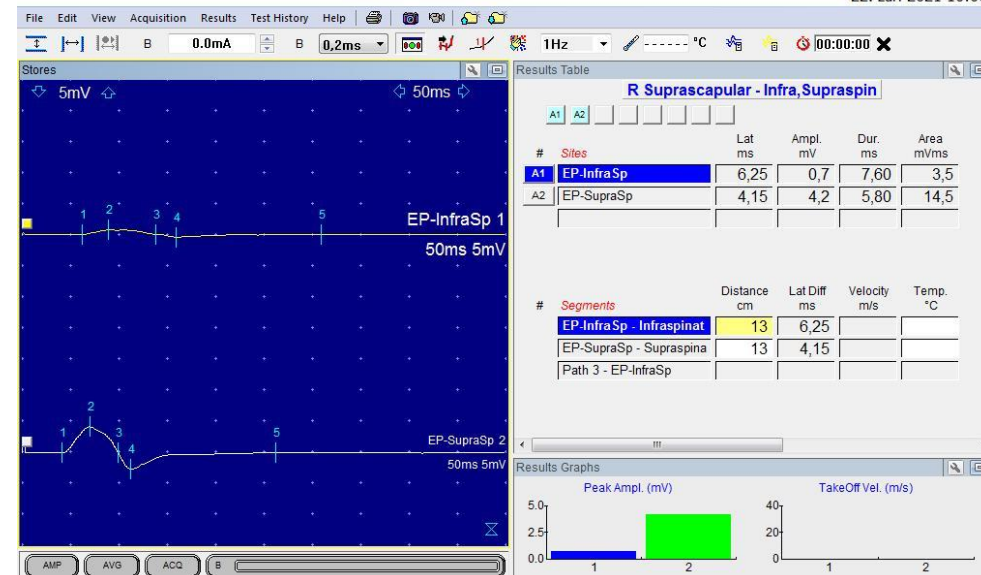 File Edit View Acquisition Results Test History Help
B 0.0mA B 0,2ms 1Hz ------ °C 00:00:00
Stores
5mV 50ms
1 2 3 4 5
EP-InfraSp 1
50ms 5mV
1 2 3 4 5
EP-SupraSp 2
50ms 5mV
AMP AVG ACQ B
Results Table
R Suprascapular - Infra,Supraspin
A1 A2
Lat Ampl. Dur. Area
# Sites ms mV ms mVms
A1 EP-InfraSp 6,25 0,7 7,60 3,5
A2 EP-SupraSp 4,15 4,2 5,80 14,5
Distance Lat Diff Velocity Temp.
# Segments cm ms m/s °C
EP-InfraSp - Infraspinat 13 6,25
EP-SupraSp - Supraspina 13 4,15
Path 3 - EP-InfraSp
Results Graphs
Peak Ampl. (mV) TakeOff Vel. (m/s)
5.0 40
2.5 20
0.0 0
1 2 1 2